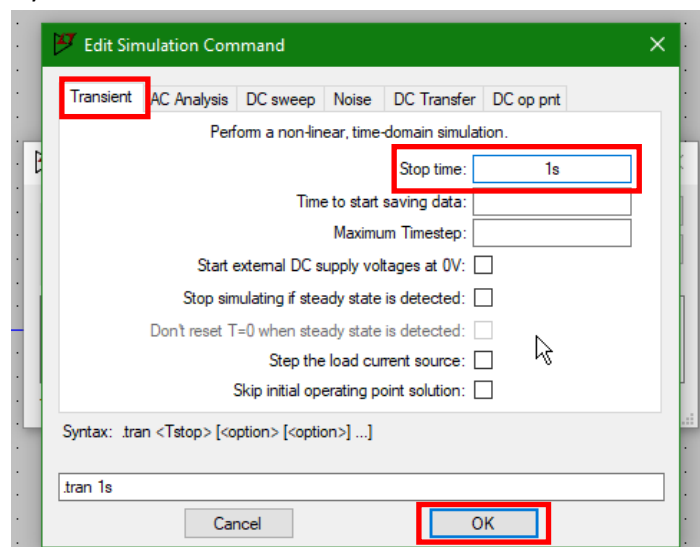 Edit Simulation Command
Transient AC Analysis DC sweep Noise DC Transfer DC op pnt
Perform a non-linear, time-domain simulation.
Stop time: 1s
Time to start saving data:
Maximum Timestep:
Start external DC supply voltages at 0V:
Stop simulating if steady state is detected:
Don't reset T=0 when steady state is detected:
Step the load current source:
Skip initial operating point solution:
Syntax: .tran <Tstop> [<option> [<option>] ...]
.tran 1s
Cancel OK